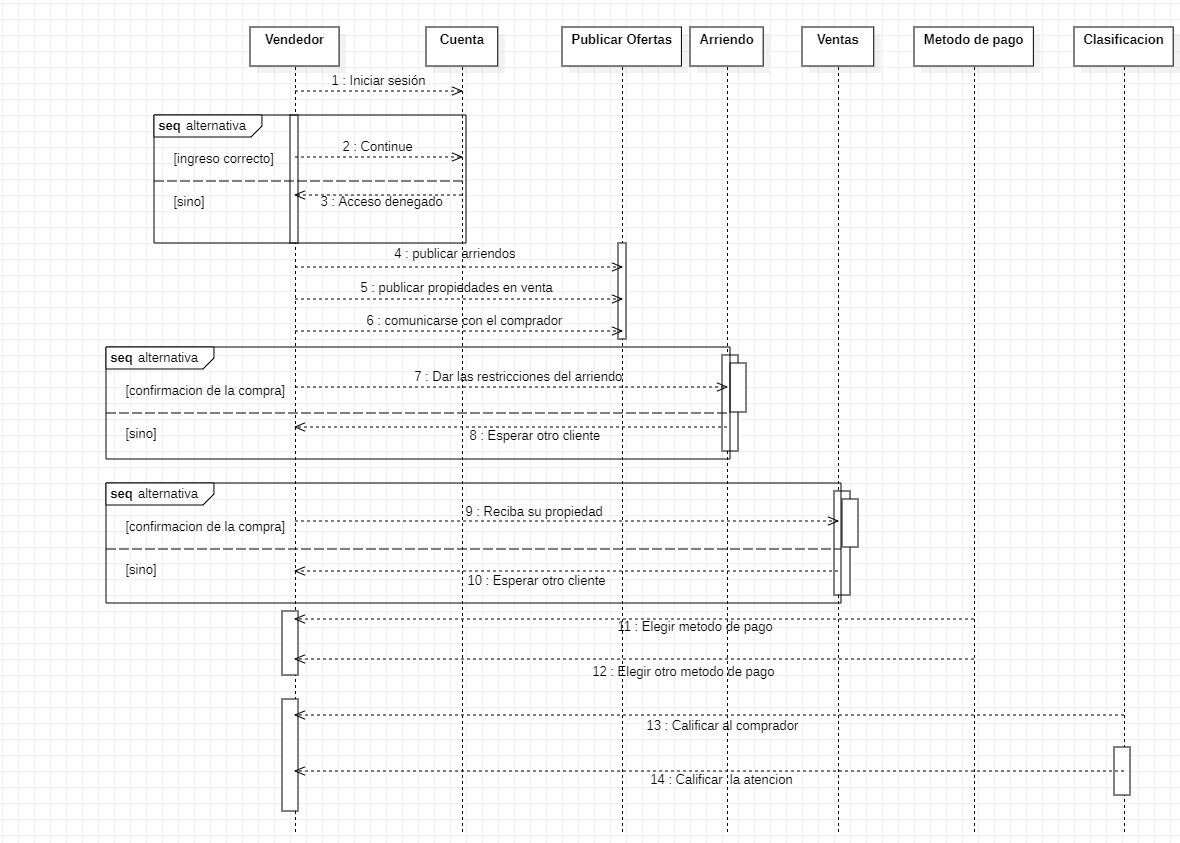 Vendedor
Cuenta
Publicar Ofertas
Arriendo
Ventas
Metodo de pago
Clasificacion
1 : Iniciar sesión
seq alternativa
2 : Continue
[ingreso correcto]
[sino]
3 : Acceso denegado
4 : publicar arriendos
5 : publicar propiedades en venta
6 : comunicarse con el comprador
seq alternativa
7 : Dar las restricciones del arriendo
[confirmacion de la compra]
[sino]
8 : Esperar otro cliente
seq alternativa
9 : Reciba su propiedad
[confirmacion de la compra]
[sino]
10 : Esperar otro cliente
11 : Elegir metodo de pago
12 : Elegir otro metodo de pago
13 : Calificar al comprador
14 : Calificar la atencion